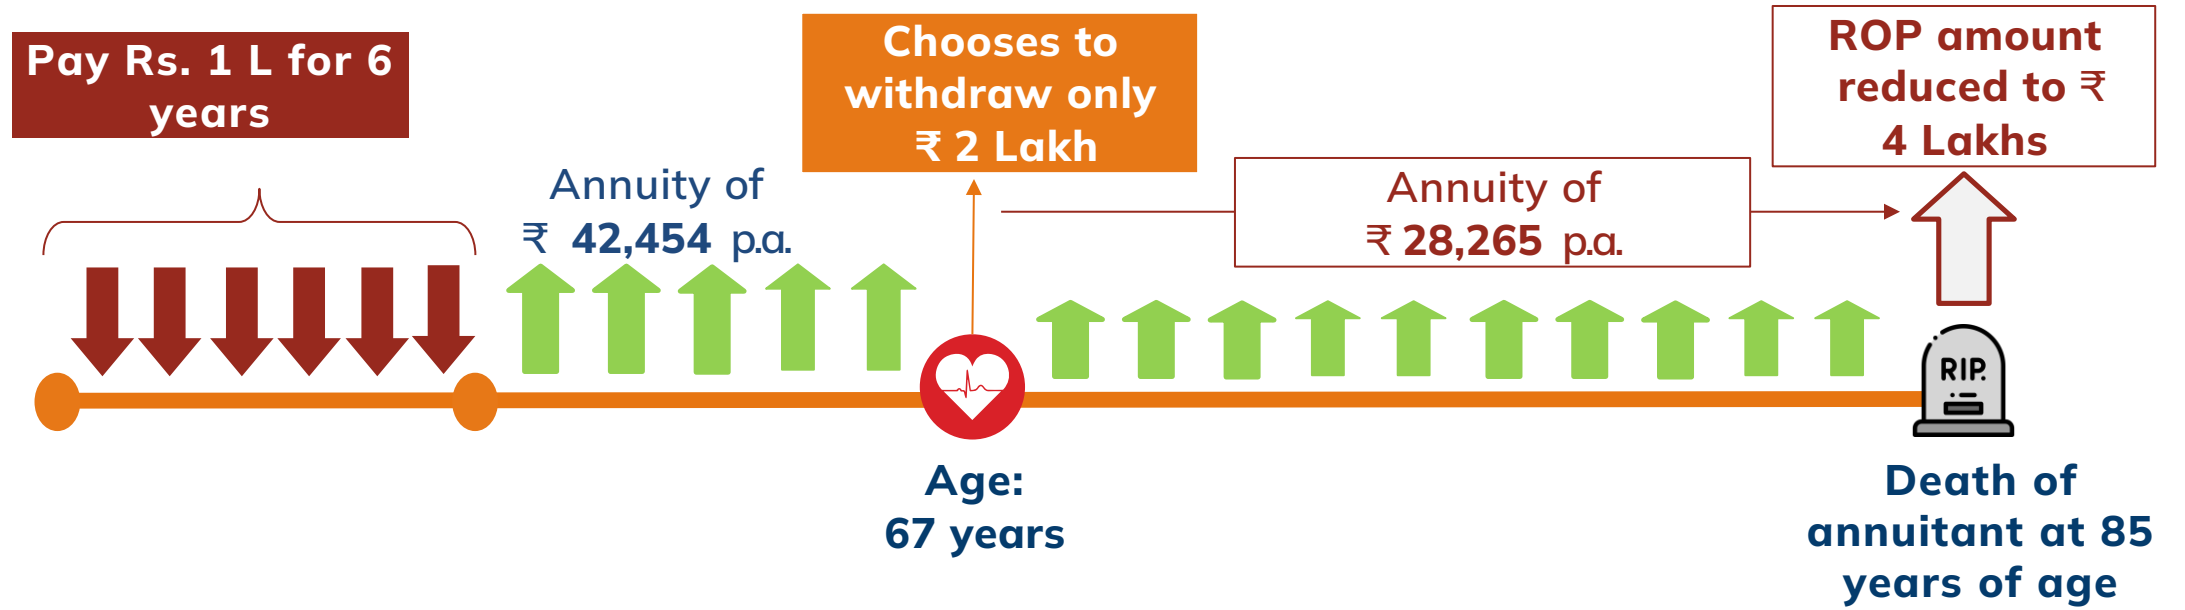 Pay Rs. 1 L for 6
years
Annuity of
₹ 42,454 p.a.
Chooses to
withdraw only
₹ 2 Lakh
Annuity of
₹ 28,265 p.a.
ROP amount
reduced to ₹
4 Lakhs
RIP.
Age:
67 years
Death of
annuitant at 85
years of age